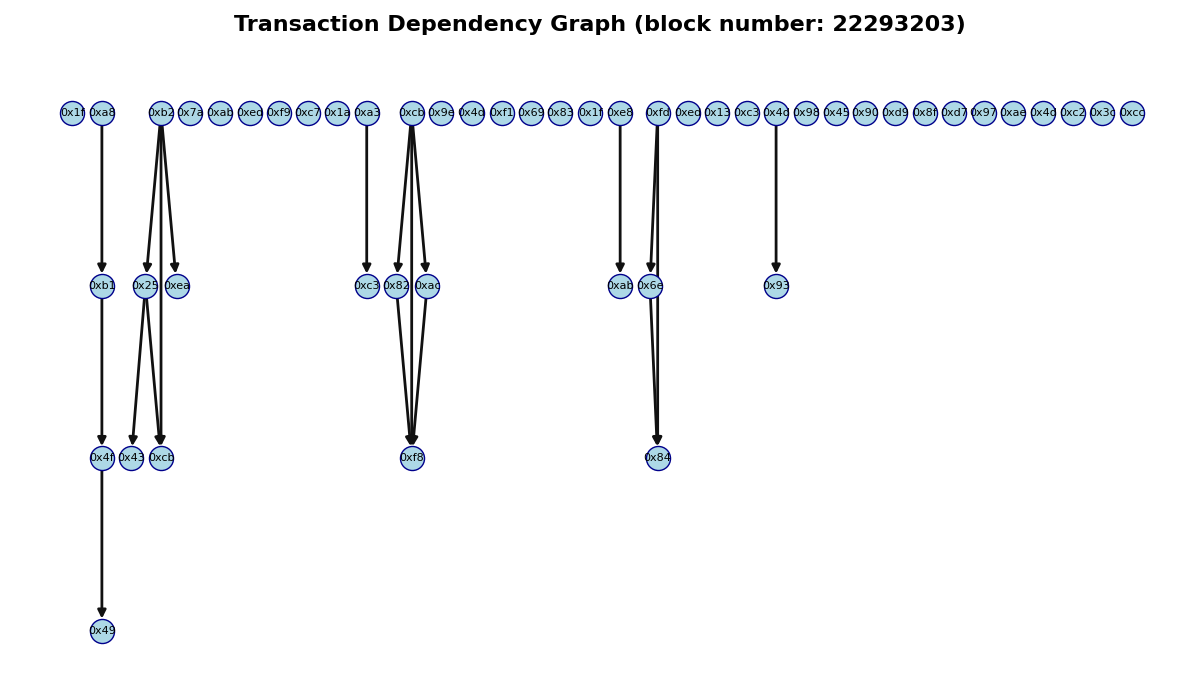 Transaction Dependency Graph (block number: 22293203)
0x1f 0xa8 0xb2 0x7a 0xab 0xed 0xf9 0xc7 0x1a 0xa3 0xcb 0x9e 0x4d 0xf1 0x69 0x83 0x1f 0xe8 0xfd 0xed 0x13 0xc3 0x4d 0x98 0x45 0x90 0xd9 0x8f 0xd7 0x97 0xae 0x4d 0xc2 0x3c 0xcc
0xb1 0x25 0xea 0xc3 0x82 0xac 0xab 0x6e 0x93
0x4f 0x43 0xcb 0xf8 0x84
0x49